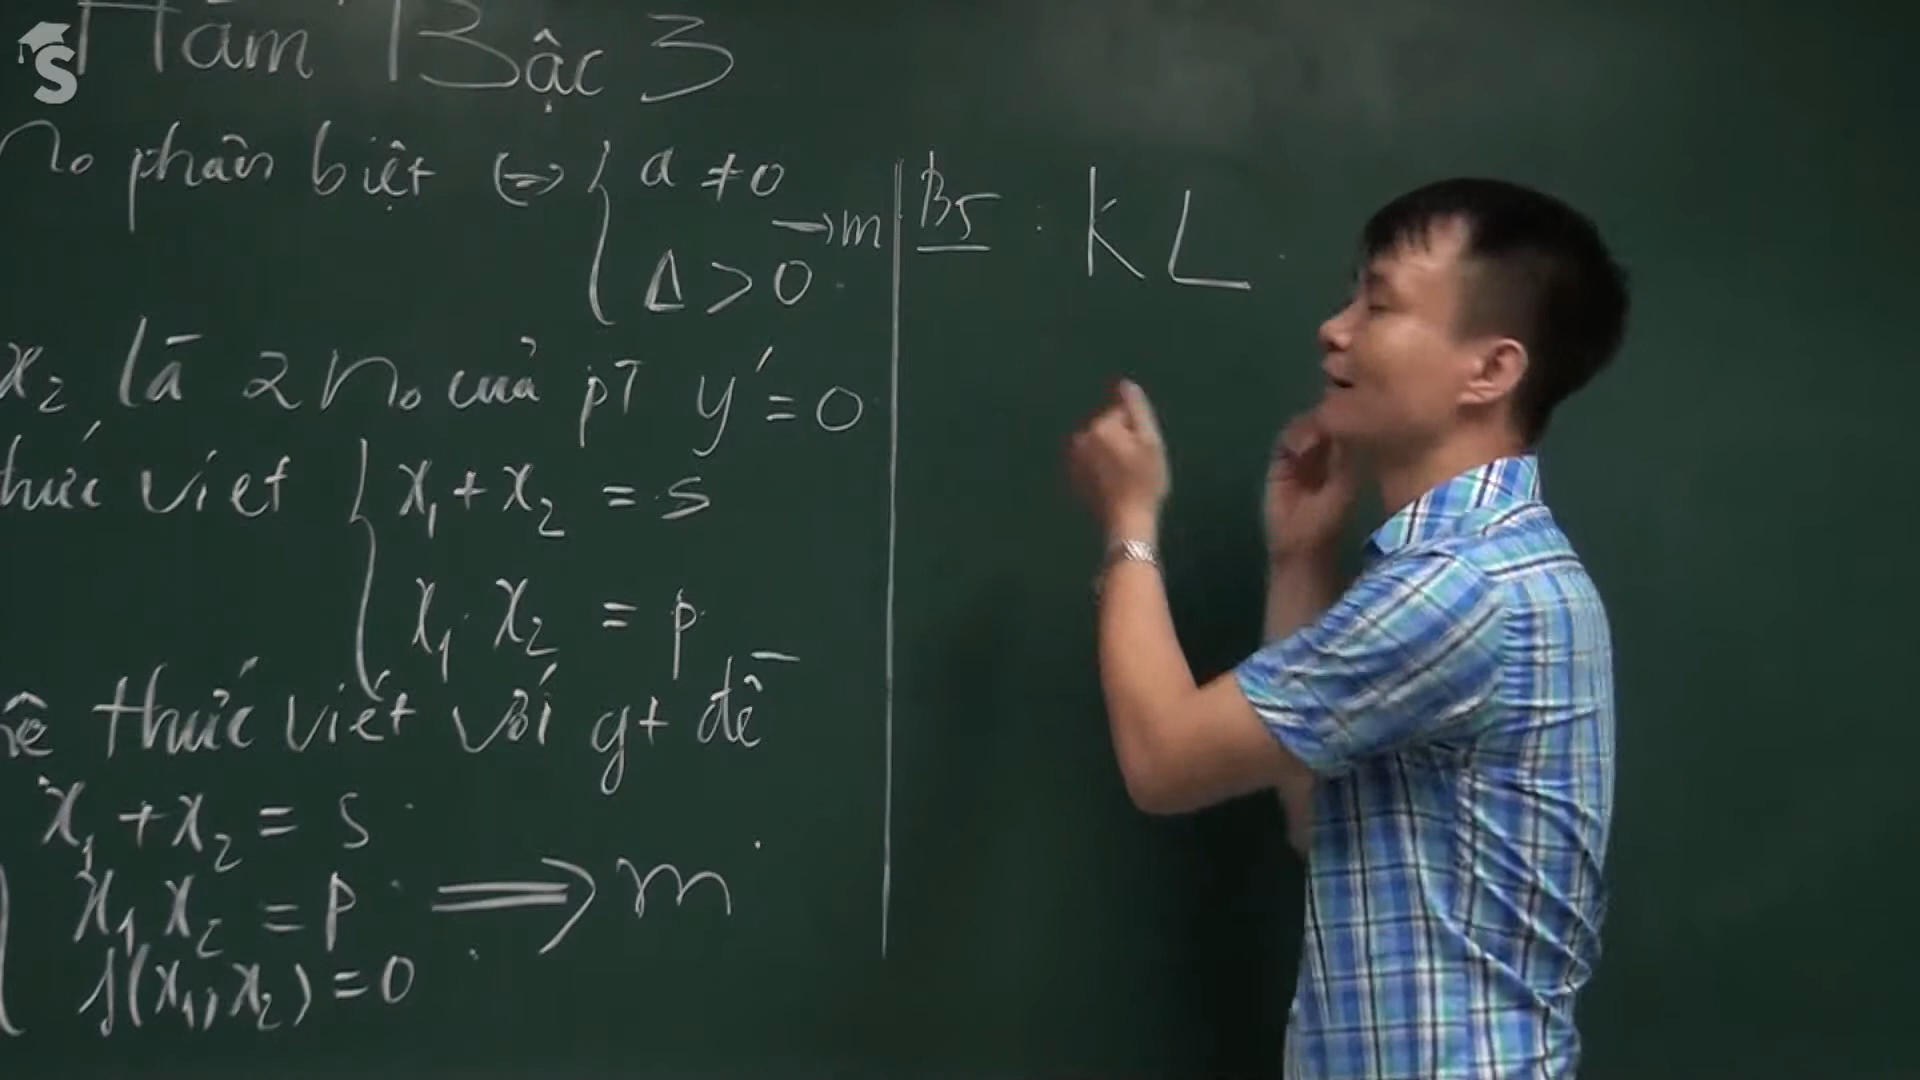 Hàm Bậc 3
no phân biệt ⇔ { a ≠ 0
→ m
Δ > 0
x₂ là 2 no của pT y' = 0
thức viet { x₁ + x₂ = s
x₁ . x₂ = p
hệ thức viết với gt đề
x₁ + x₂ = s
x₁ x₂ = p ⟹ m
f(x₁, x₂) = 0
B5 : KL
S